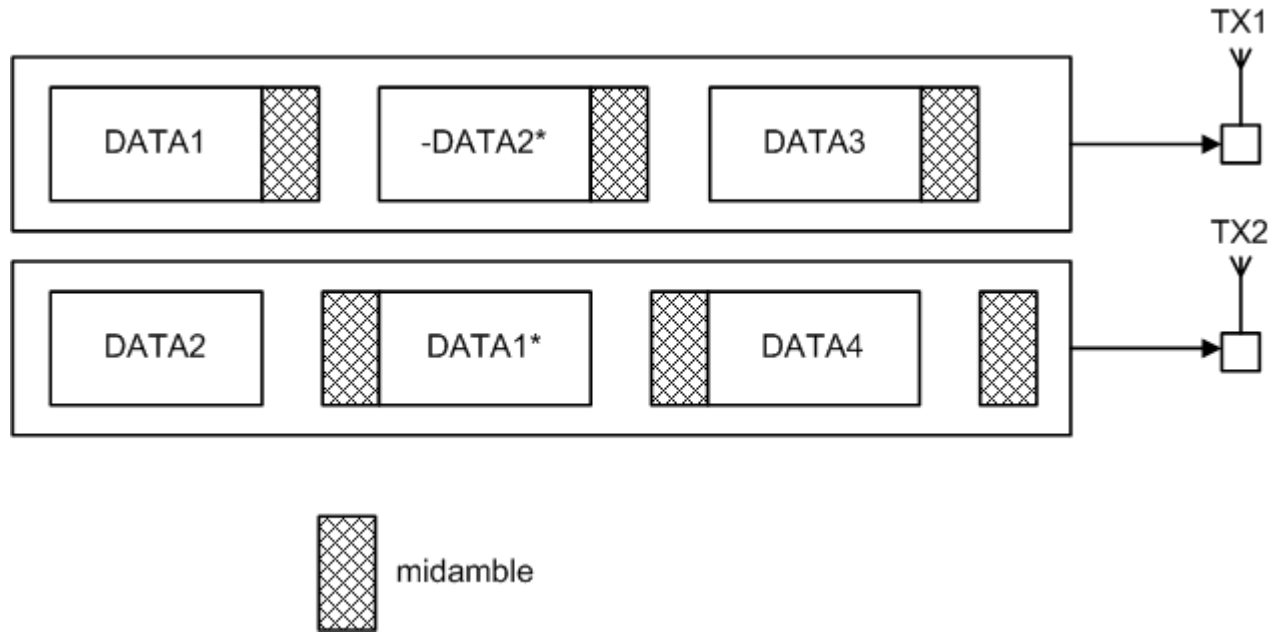 TX1
DATA1 -DATA2* DATA3
TX2
DATA2 DATA1* DATA4
midamble